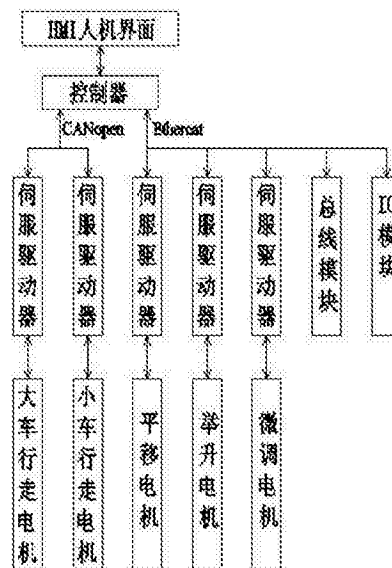 HMI人机界面
控制器
CANopen
Ethercat
伺服驱动器
伺服驱动器
伺服驱动器
伺服驱动器
伺服驱动器
总线模块
IO模块
大车行走电机
小车行走电机
平移电机
举升电机
微调电机